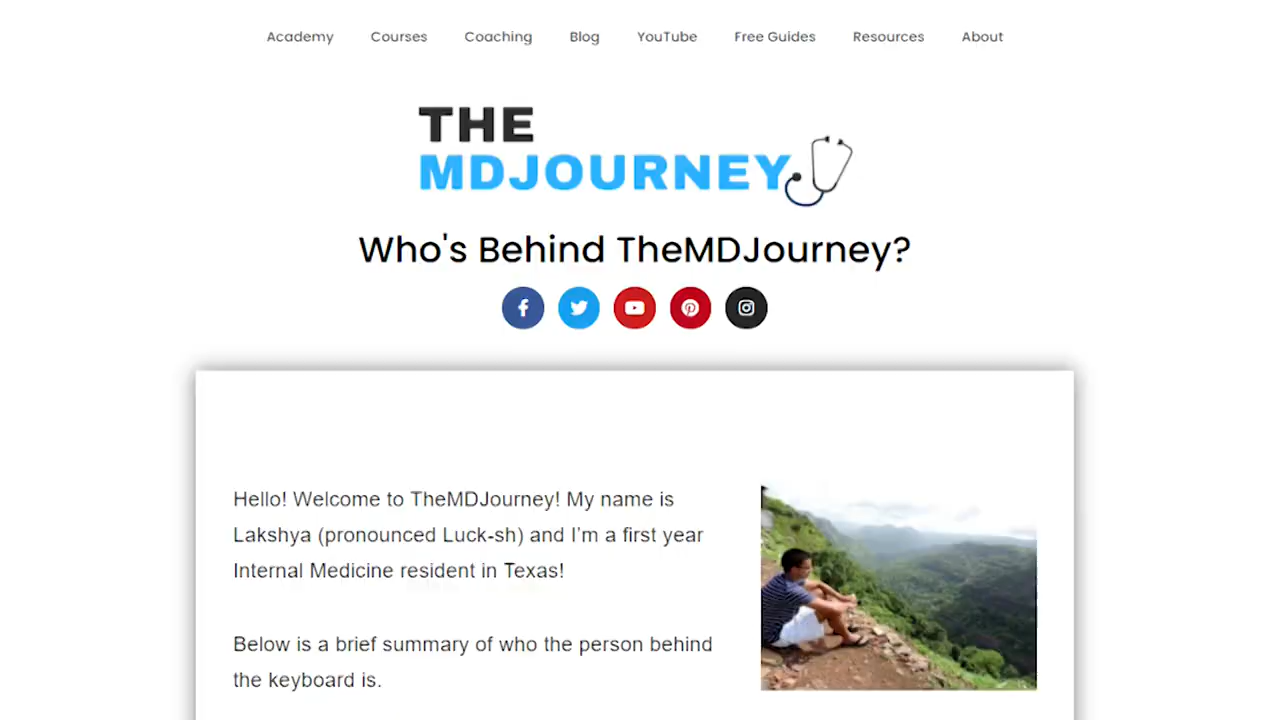 Academy Courses Coaching Blog YouTube Free Guides Resources About
THE
MDJOURNEY
Who's Behind TheMDJourney?
Hello! Welcome to TheMDJourney! My name is
Lakshya (pronounced Luck-sh) and I'm a first year
Internal Medicine resident in Texas!
Below is a brief summary of who the person behind
the keyboard is.